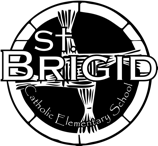 ST.
BRIGID
Catholic Elementary School